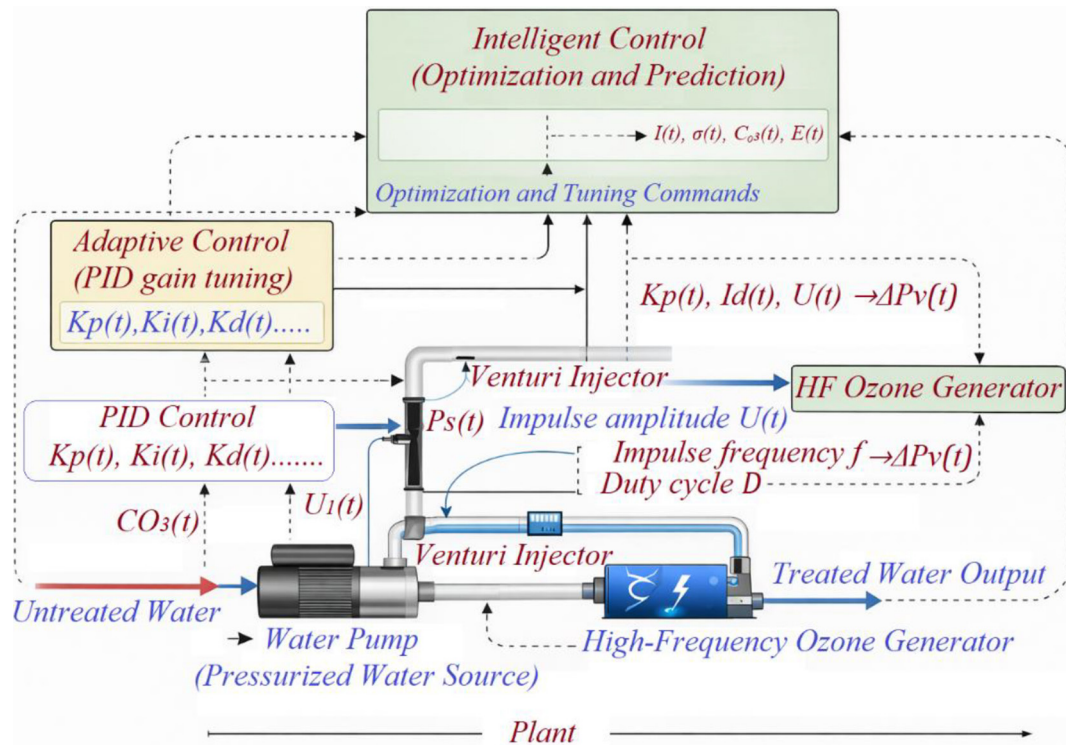 Intelligent Control
(Optimization and Prediction)
I(t), σ(t), Co3(t), E(t)
Optimization and Tuning Commands
Adaptive Control
(PID gain tuning)
Kp(t),Ki(t),Kd(t).....
Kp(t), Id(t), U(t) →ΔPv(t)
Venturi Injector
HF Ozone Generator
PID Control
Kp(t), Ki(t), Kd(t).......
Ps(t)
Impulse amplitude U(t)
Impulse frequency f →ΔPv(t)
Duty cycle D
CO3(t)
U1(t)
Venturi Injector
Untreated Water
Treated Water Output
Water Pump
(Pressurized Water Source)
High-Frequency Ozone Generator
Plant